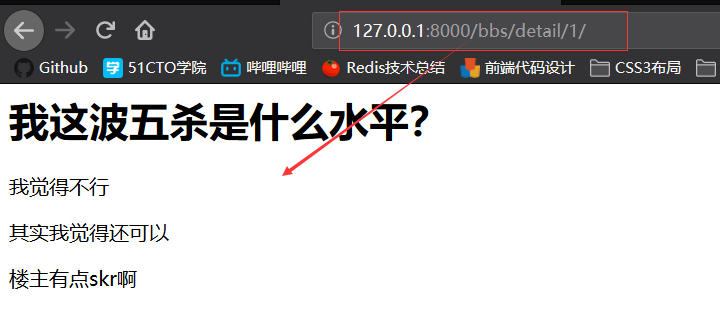 127.0.0.1:8000/bbs/detail/1/
Github 学 51CTO学院 哔哩哔哩 Redis技术总结 前端代码设计 CSS3布局
我这波五杀是什么水平?
我觉得不行
其实我觉得还可以
楼主有点skr啊